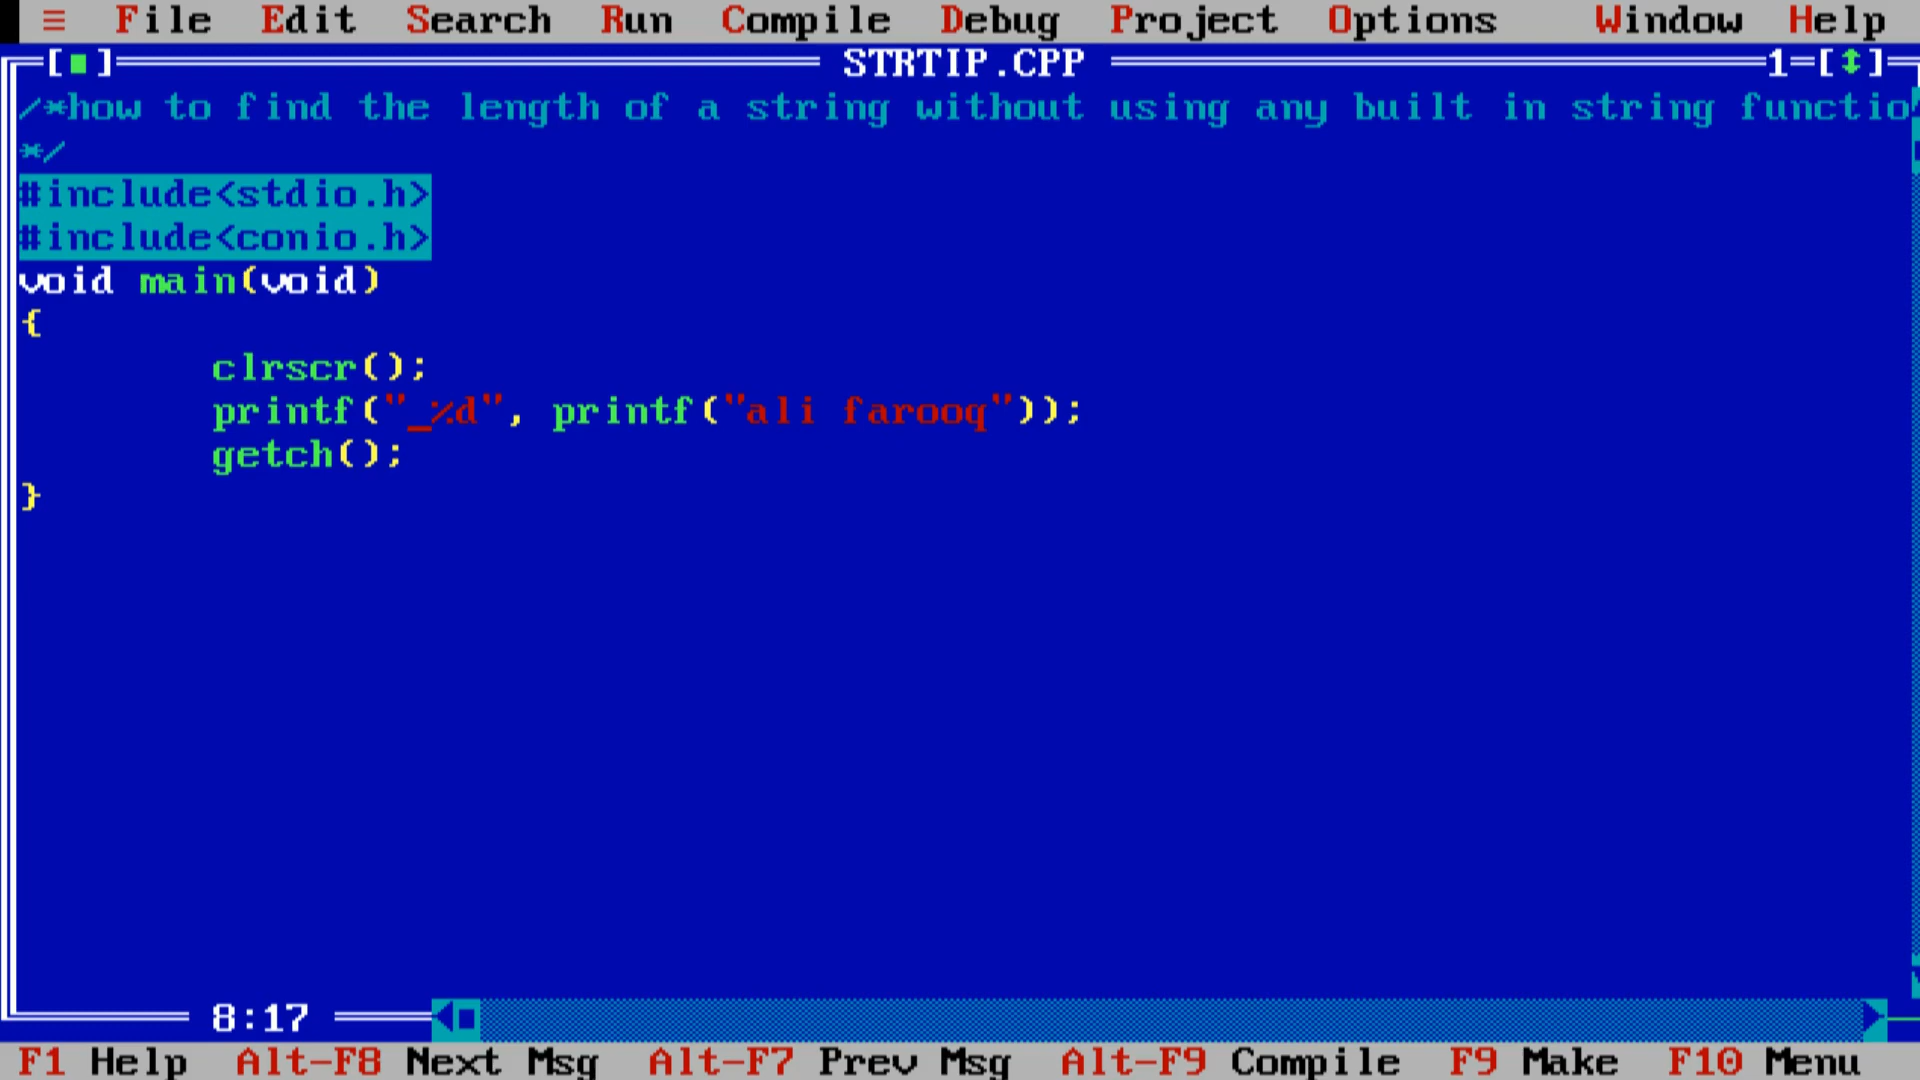 ≡ File Edit Search Run Compile Debug Project Options Window Help
[■] STRTIP.CPP 1=[↕]
/*how to find the length of a string without using any built in string functio
*/
#include<stdio.h>
#include<conio.h>
void main(void)
{
clrscr();
printf(" %d", printf("ali farooq"));
getch();
}
8:17
F1 Help Alt-F8 Next Msg Alt-F7 Prev Msg Alt-F9 Compile F9 Make F10 Menu